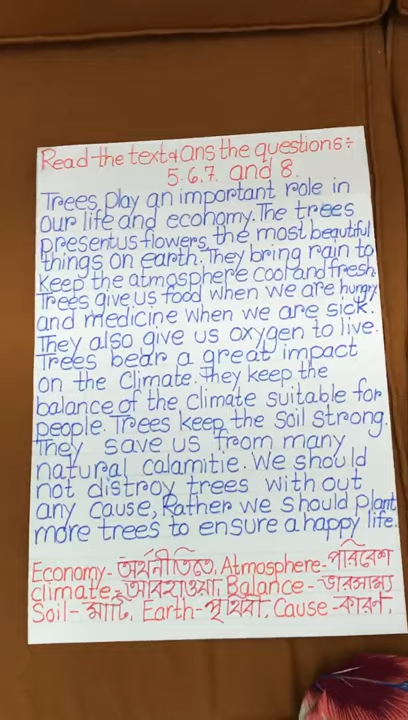 Read the text & ans the questions÷
5.6.7. and 8.
Trees play an important role in
our life and economy. The trees
present us flowers, the most beautiful
things on earth. They bring rain to
keep the atmosphere cool and fresh.
Trees give us food when we are hungry
and medicine when we are sick.
They also give us oxygen to live.
Trees bear a great impact
on the Climate. They keep the
balance of the climate suitable for
people. Trees keep the soil strong.
They save us from many
natural calamitie. We should
not distroy trees with out
any cause, Rather we should plant
more trees to ensure a happy life.
Economy-অর্থনীতিতে, Atmosphere-পরিবেশ
climate-আবহাওয়া, Balance-ভারসাম্য
Soil-মাটি, Earth-পৃথিবী, Cause-কারণ,